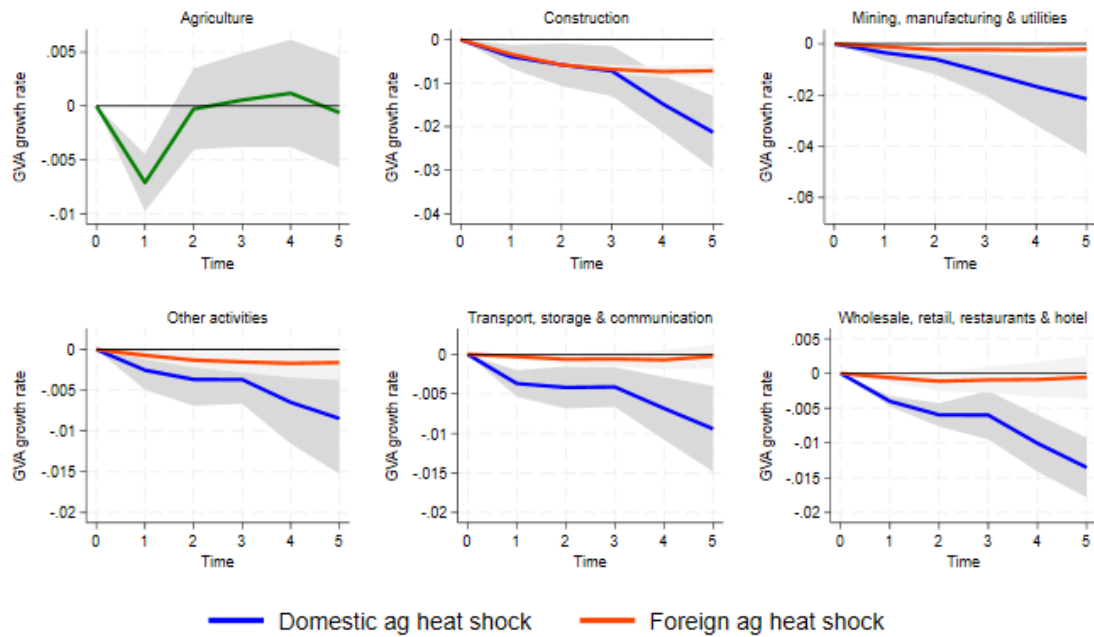 Agriculture
GVA growth rate
.005
0
-.005
-.01
0 1 2 3 4 5
Time
Construction
GVA growth rate
0
-.01
-.02
-.03
-.04
0 1 2 3 4 5
Time
Mining, manufacturing & utilities
GVA growth rate
0
-.02
-.04
-.06
0 1 2 3 4 5
Time
Other activities
GVA growth rate
0
-.005
-.01
-.015
-.02
0 1 2 3 4 5
Time
Transport, storage & communication
GVA growth rate
0
-.005
-.01
-.015
-.02
0 1 2 3 4 5
Time
Wholesale, retail, restaurants & hotel
GVA growth rate
.005
0
-.005
-.01
-.015
-.02
0 1 2 3 4 5
Time
Domestic ag heat shock
Foreign ag heat shock